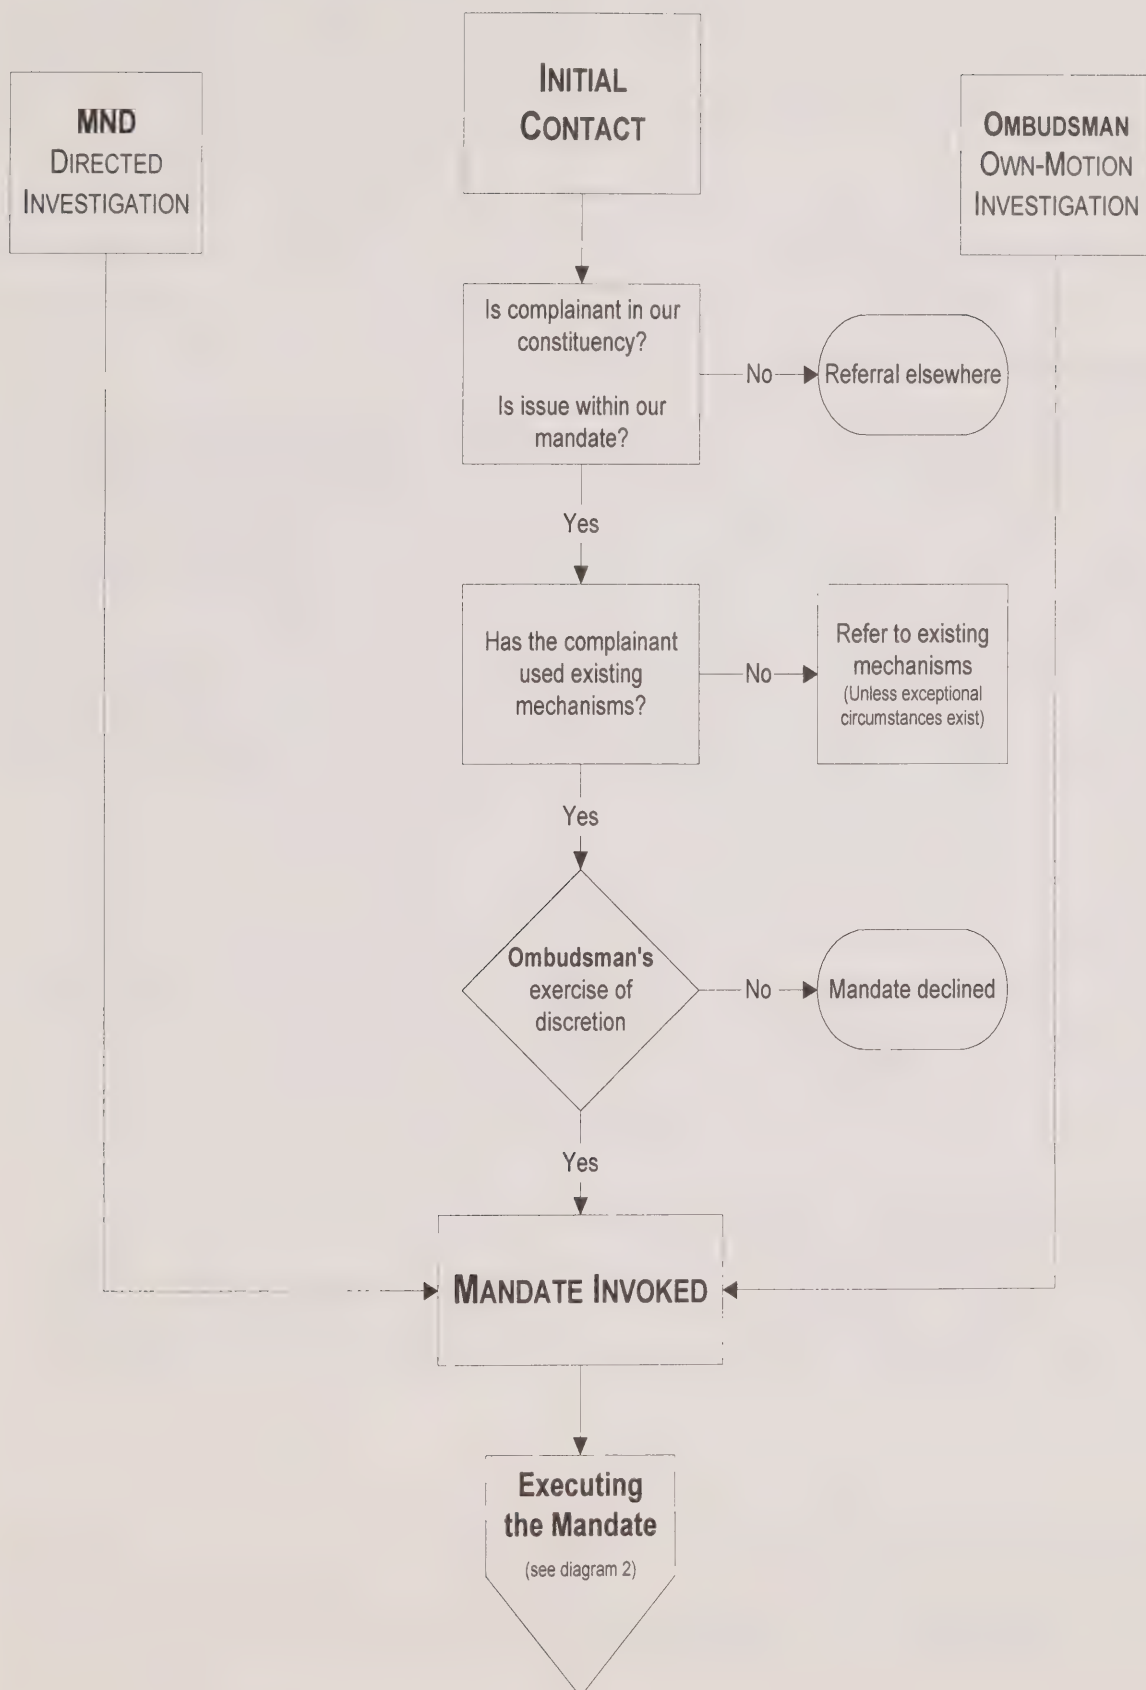 INITIAL
CONTACT
MND
DIRECTED
INVESTIGATION
OMBUDSMAN
OWN-MOTION
INVESTIGATION
Is complainant in our
constituency?
Is issue within our
mandate?
No
Referral elsewhere
Yes
Has the complainant
used existing
mechanisms?
No
Refer to existing
mechanisms
(Unless exceptional
circumstances exist)
Yes
Ombudsman's
exercise of
discretion
No
Mandate declined
Yes
MANDATE INVOKED
Executing
the Mandate
(see diagram 2)